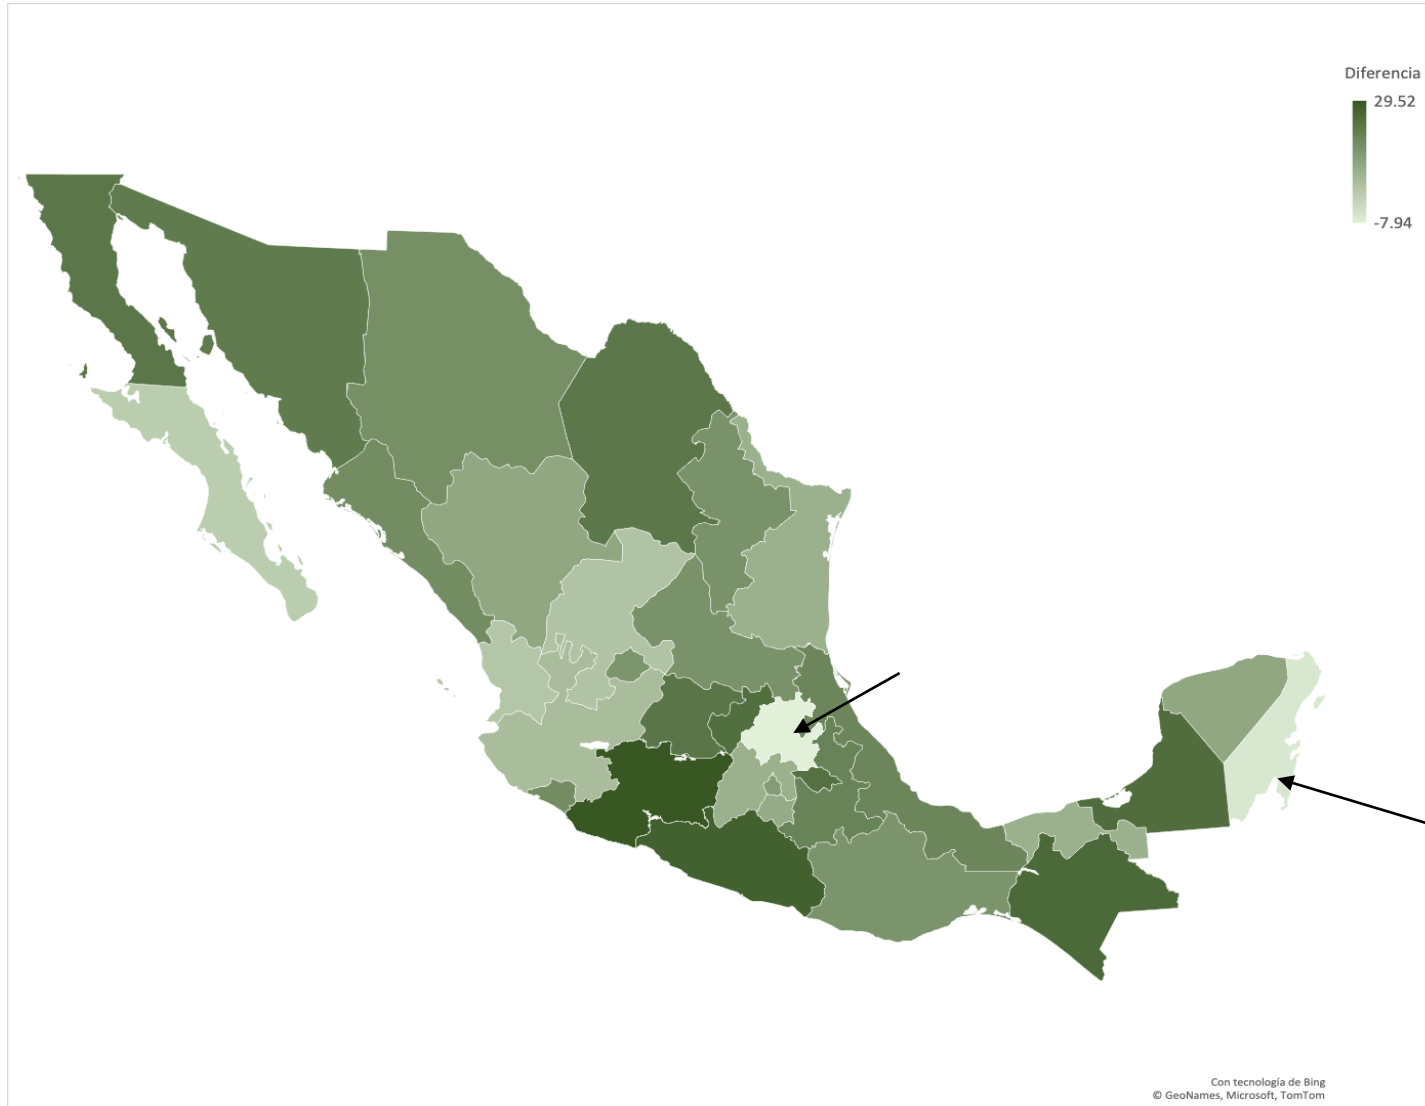 Diferencia
29.52
-7.94
Con tecnología de Bing
© GeoNames, Microsoft, TomTom